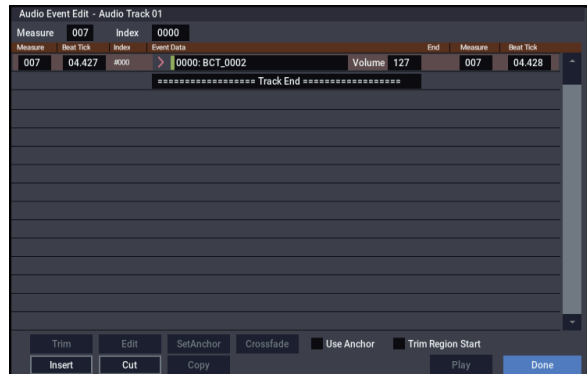 Audio Event Edit - Audio Track 01
Measure 007 Index 0000
Measure Beat Tick Index Event Data End Measure Beat Tick
007 04.427 #000 0000: BCT_0002 Volume 127 007 04.428
================== Track End ==================
Trim Edit SetAnchor Crossfade Use Anchor Trim Region Start
Insert Cut Copy Play Done